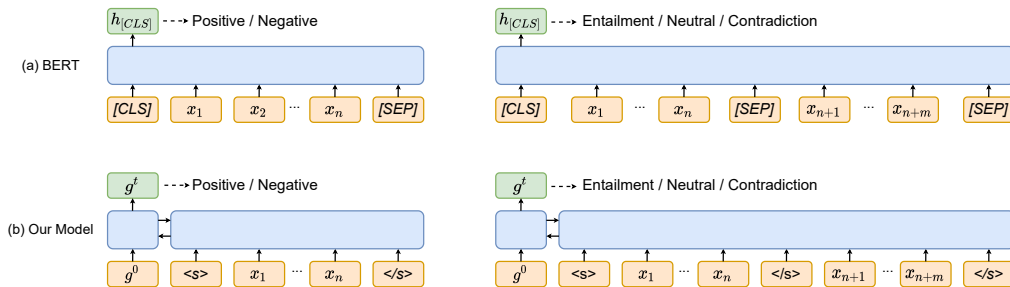 h[CLS] Positive / Negative h[CLS] Entailment / Neutral / Contradiction
(a) BERT
[CLS] x1 x2 ... xn [SEP] [CLS] x1 ... xn [SEP] xn+1 ... xn+m [SEP]
g^t Positive / Negative g^t Entailment / Neutral / Contradiction
(b) Our Model
g^0 <s> x1 ... xn </s> g^0 <s> x1 ... xn </s> xn+1 ... xn+m </s>